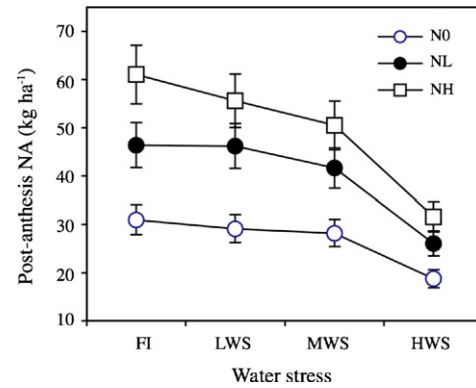 Post-anthesis NA (kg ha⁻¹)
70
60
50
40
30
20
10
N0
NL
NH
FI
LWS
MWS
HWS
Water stress